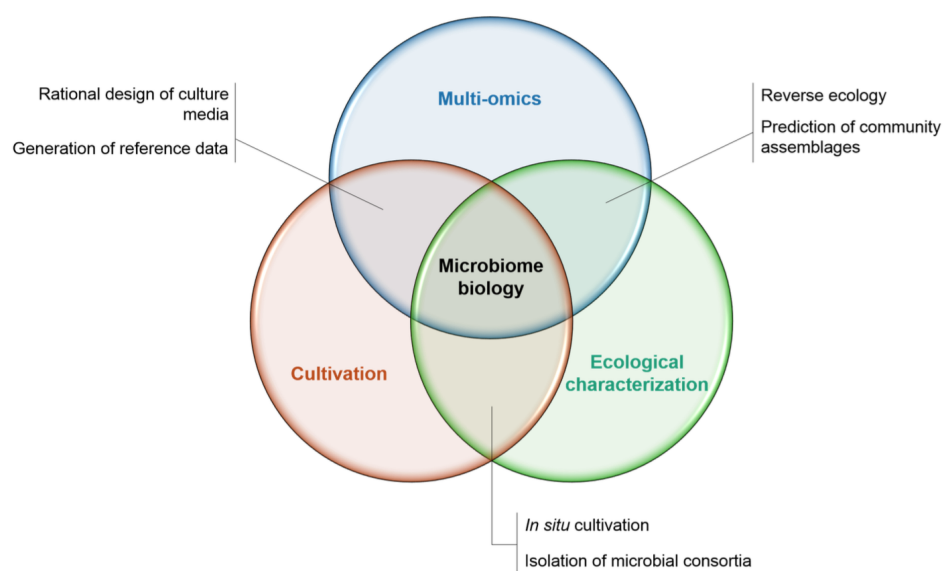 Multi-omics
Rational design of culture
media
Generation of reference data
Reverse ecology
Prediction of community
assemblages
Microbiome
biology
Cultivation
Ecological
characterization
In situ cultivation
Isolation of microbial consortia